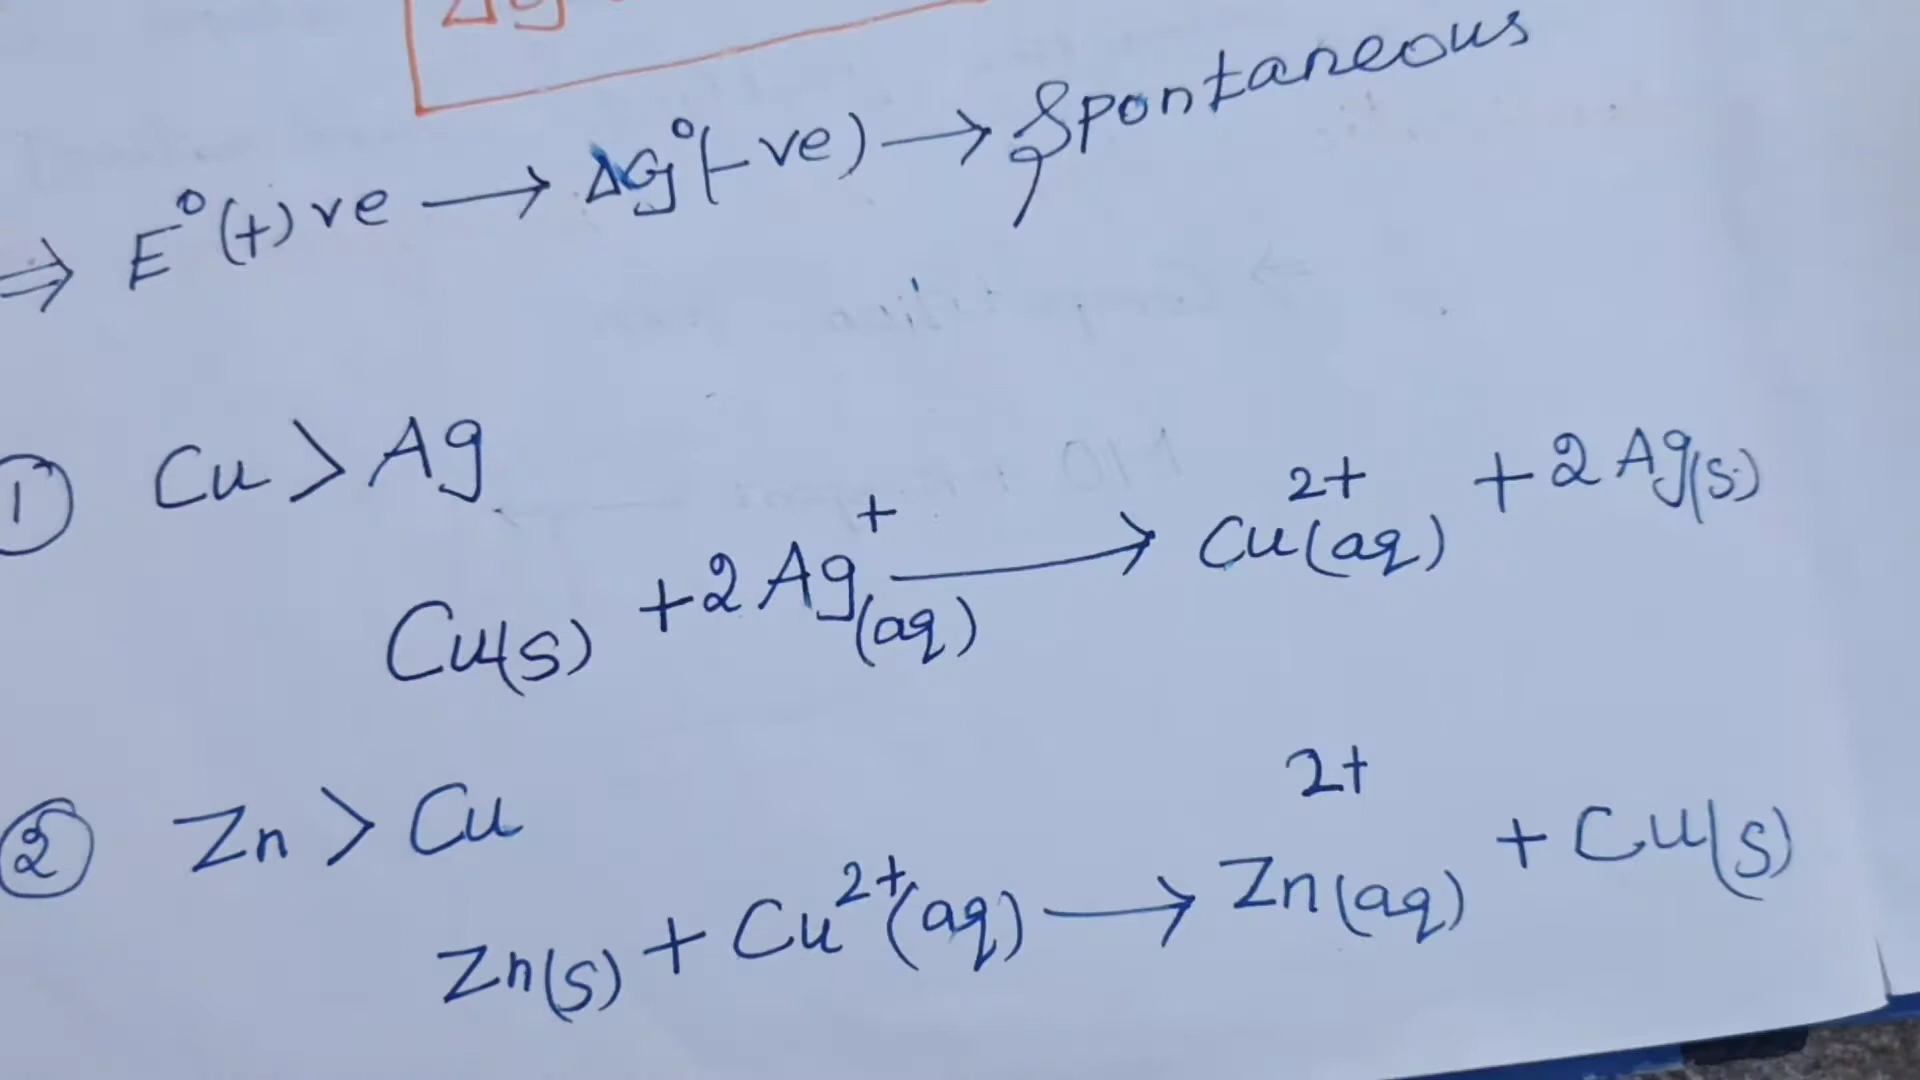 ⇒ E°(+)ve → ΔG°(-ve) → Spontaneous
① Cu > Ag
Cu(s) + 2Ag⁺(aq) → Cu²⁺(aq) + 2Ag(s)
② Zn > Cu
Zn(s) + Cu²⁺(aq) → Zn²⁺(aq) + Cu(s)